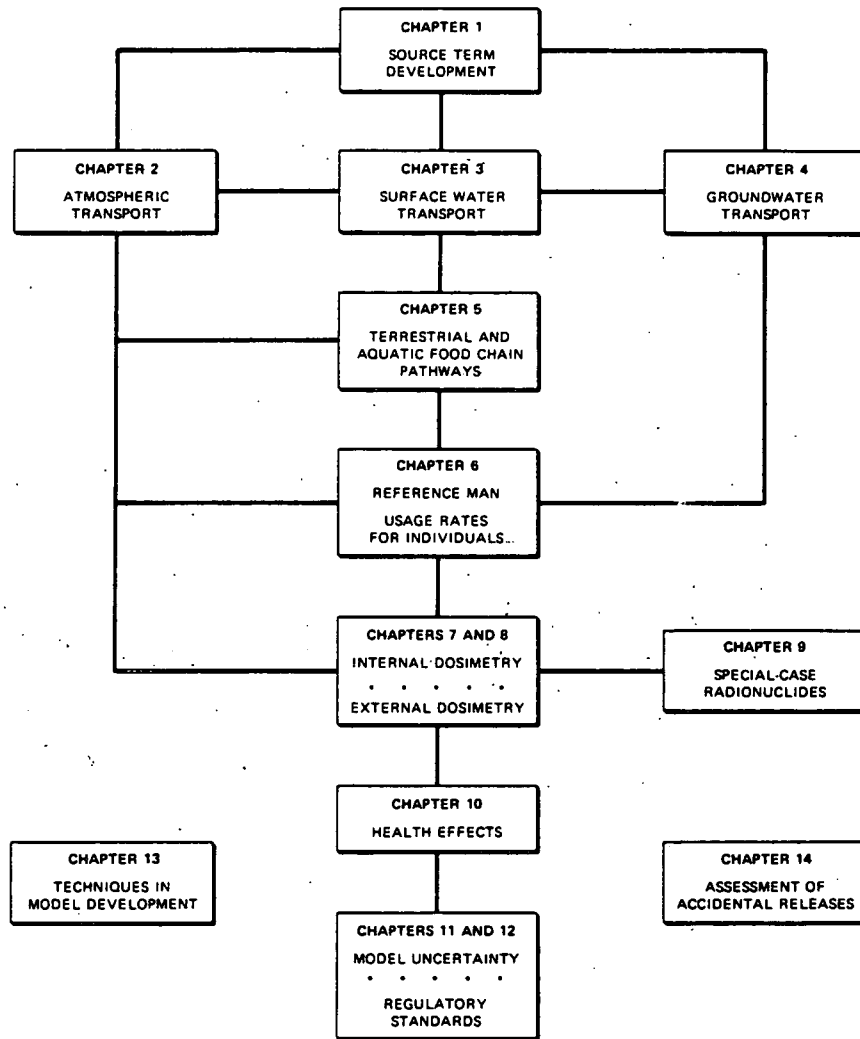 CHAPTER 1
SOURCE TERM
DEVELOPMENT
CHAPTER 2
ATMOSPHERIC
TRANSPORT
CHAPTER 3
SURFACE WATER
TRANSPORT
CHAPTER 4
GROUNDWATER
TRANSPORT
CHAPTER 5
TERRESTRIAL AND
AQUATIC FOOD CHAIN
PATHWAYS
CHAPTER 6
REFERENCE MAN
USAGE RATES
FOR INDIVIDUALS...
CHAPTERS 7 AND 8
INTERNAL DOSIMETRY
. . . . .
EXTERNAL DOSIMETRY
CHAPTER 9
SPECIAL-CASE
RADIONUCLIDES
CHAPTER 10
HEALTH EFFECTS
CHAPTER 13
TECHNIQUES IN
MODEL DEVELOPMENT
CHAPTER 14
ASSESSMENT OF
ACCIDENTAL RELEASES
CHAPTERS 11 AND 12
MODEL UNCERTAINTY
. . . . .
REGULATORY
STANDARDS